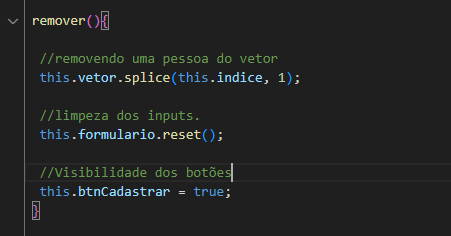 remover(){
//removendo uma pessoa do vetor
this.vetor.splice(this.indice, 1);
//limpeza dos inputs.
this.formulario.reset();
//Visibilidade dos botões
this.btnCadastrar = true;
}